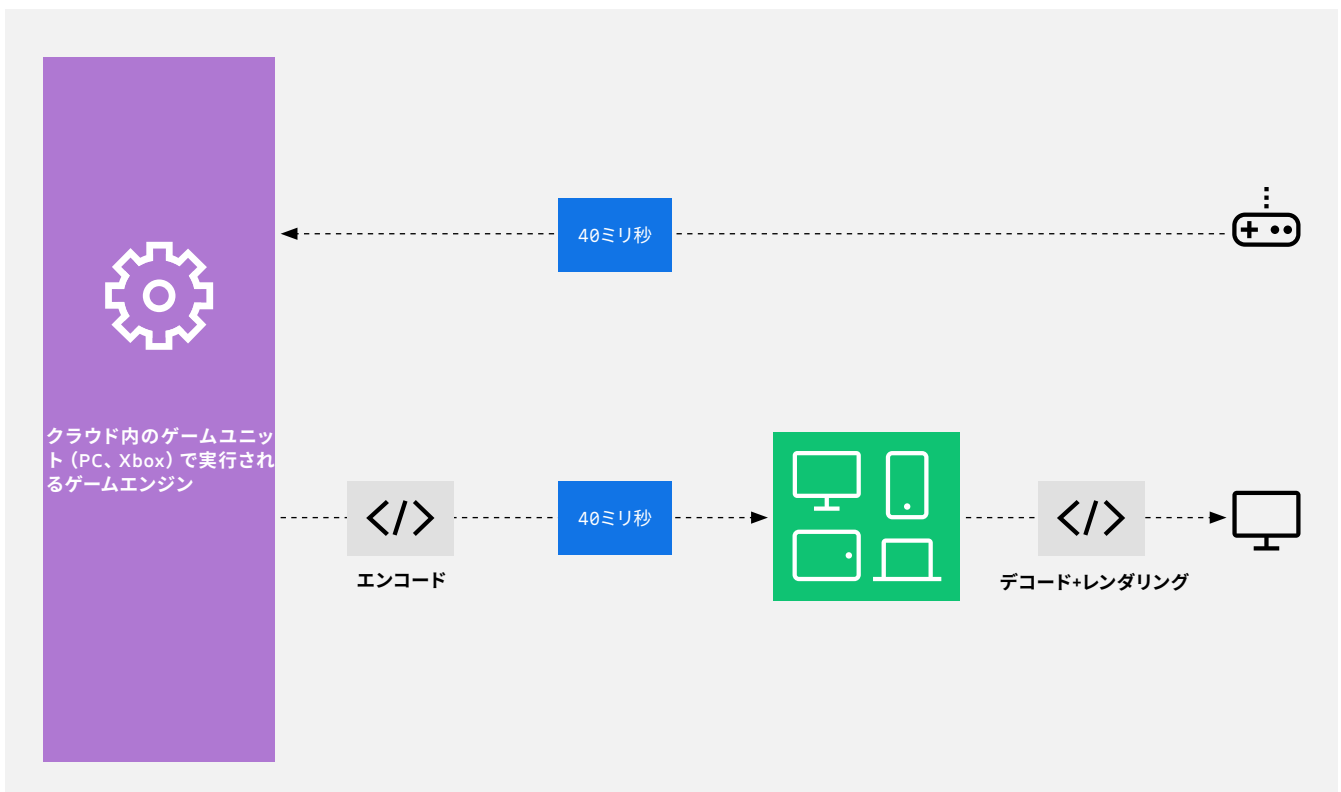 40ミリ秒
クラウド内のゲームユニッ
ト（PC、Xbox）で実行され
るゲームエンジン
40ミリ秒
エンコード
デコード+レンダリング